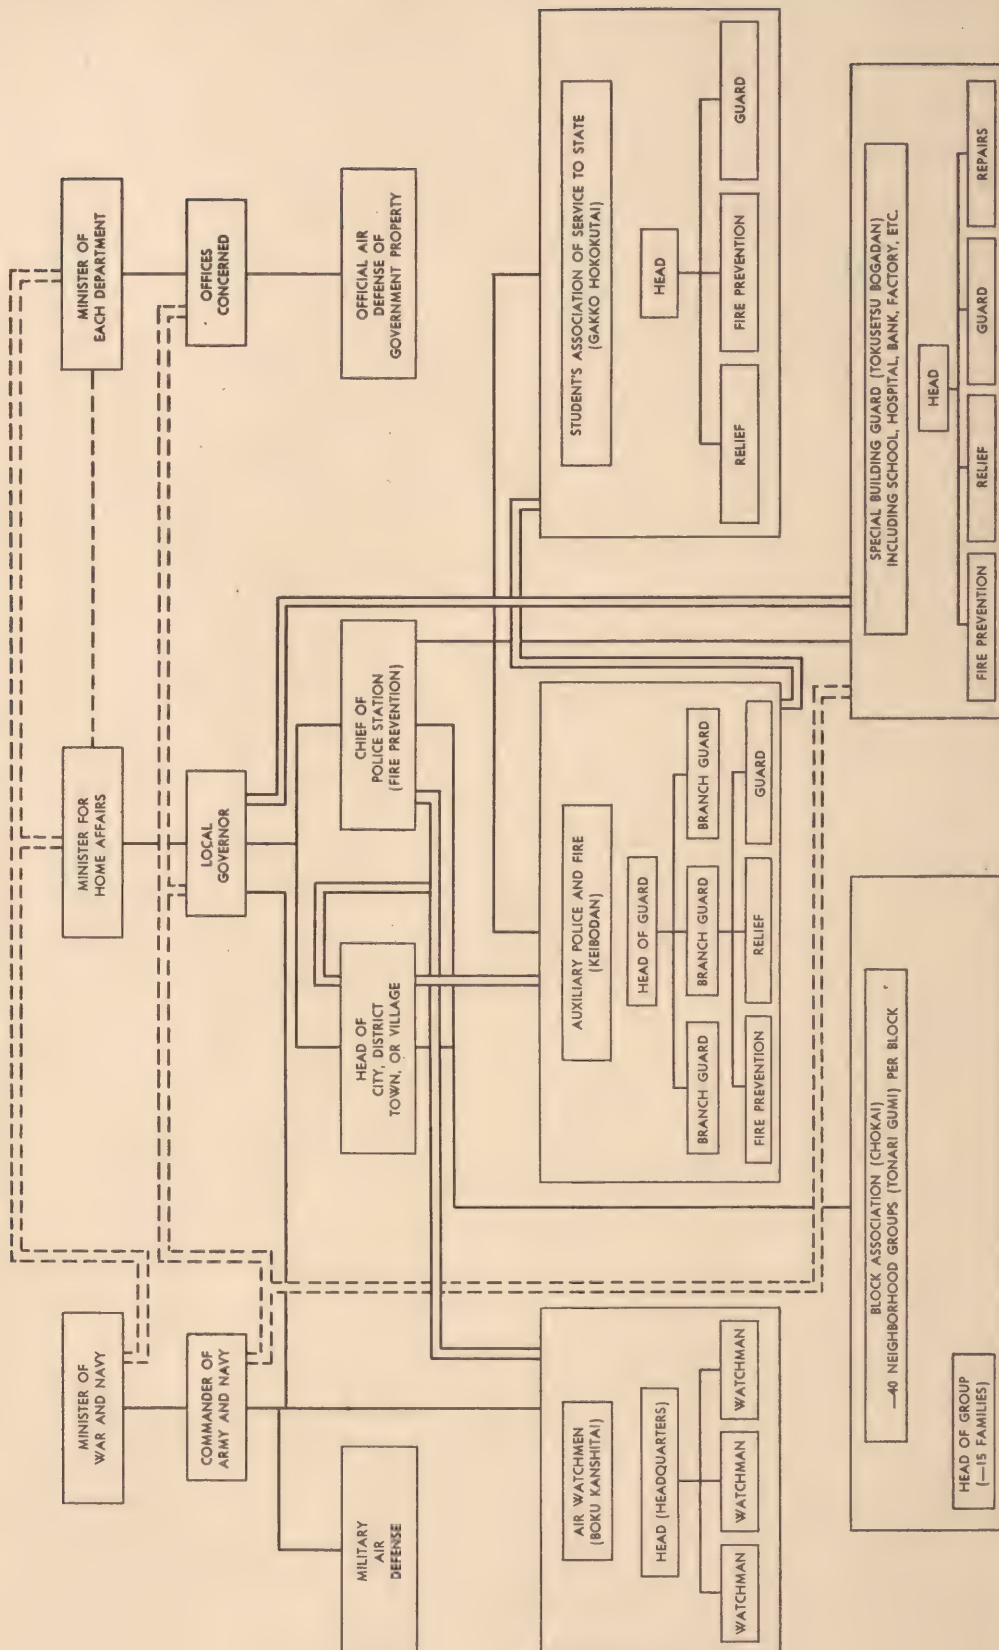 MINISTER OF
WAR AND NAVY
MINISTER FOR
HOME AFFAIRS
MINISTER OF
EACH DEPARTMENT
COMMANDER OF
ARMY AND NAVY
LOCAL
GOVERNOR
OFFICES
CONCERNED
MILITARY
AIR
DEFENSE
HEAD OF
CITY, DISTRICT
TOWN, OR VILLAGE
CHIEF OF
POLICE STATION
(FIRE PREVENTION)
OFFICIAL AIR
DEFENSE OF
GOVERNMENT PROPERTY
AIR WATCHMEN
(BOKU KANSHITAI)
HEAD (HEADQUARTERS)
WATCHMAN
WATCHMAN
WATCHMAN
AUXILIARY POLICE AND FIRE
(KEIBODAN)
HEAD OF GUARD
BRANCH GUARD
BRANCH GUARD
BRANCH GUARD
FIRE PREVENTION
RELIEF
GUARD
STUDENT'S ASSOCIATION OF SERVICE TO STATE
(GAKKO HOKOKUTAI)
HEAD
RELIEF
FIRE PREVENTION
GUARD
BLOCK ASSOCIATION (CHOKAI)
—40 NEIGHBORHOOD GROUPS (TONARI GUMI) PER BLOCK
HEAD OF GROUP
(—15 FAMILIES)
SPECIAL BUILDING GUARD (TOKUSETSU BOGADAN)
INCLUDING SCHOOL, HOSPITAL, BANK, FACTORY, ETC.
HEAD
FIRE PREVENTION
RELIEF
GUARD
REPAIRS